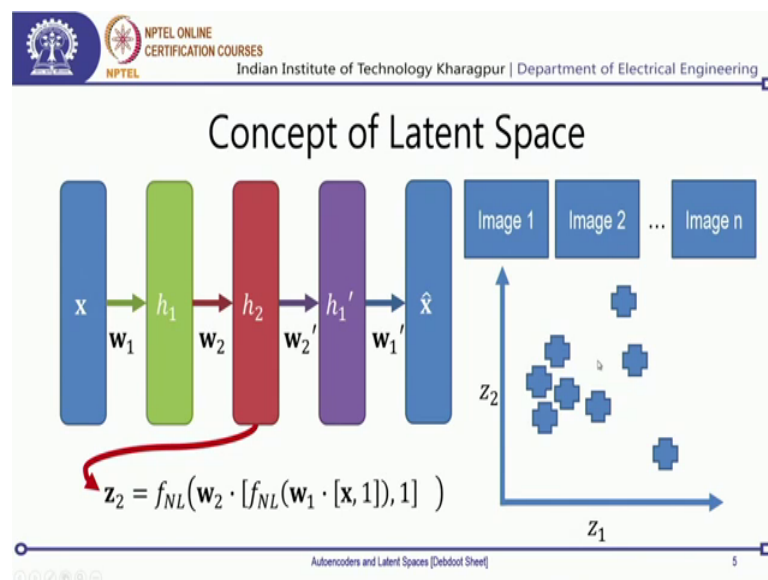 NPTEL ONLINE
CERTIFICATION COURSES
NPTEL
Indian Institute of Technology Kharagpur | Department of Electrical Engineering
Concept of Latent Space
x h₁ h₂ h₁′ x̂
w₁ w₂ w₂′ w₁′
Image 1 Image 2 ... Image n
z₂
z₁
z₂ = f_NL(w₂ · [f_NL(w₁ · [x, 1]), 1] )
Autoencoders and Latent Spaces [Debdoot Sheet]
5